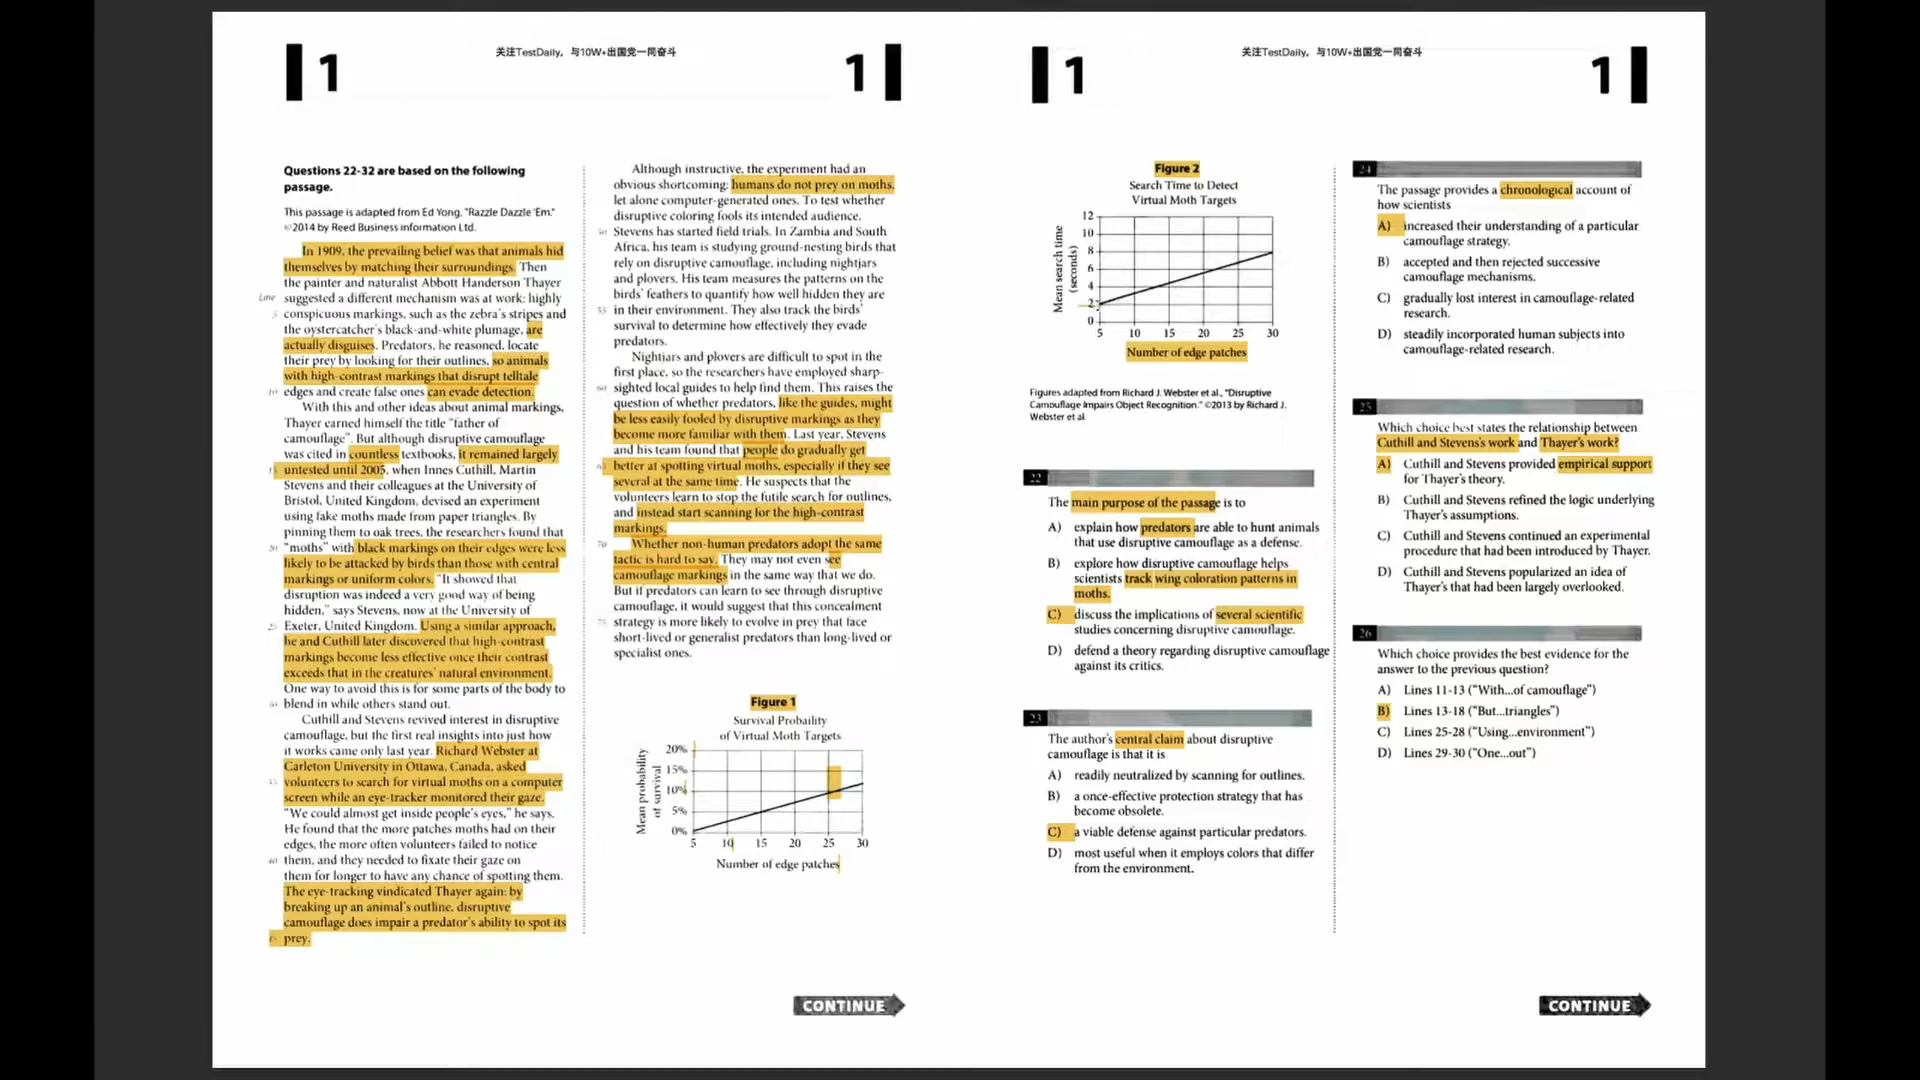 1
关注TestDaily，与10W+出国党一同奋斗
1
Questions 22-32 are based on the following
passage.
This passage is adapted from Ed Yong, "Razzle Dazzle 'Em."
©2014 by Reed Business information Ltd.
In 1909, the prevailing belief was that animals hid
themselves by matching their surroundings. Then
the painter and naturalist Abbott Handerson Thayer
Line suggested a different mechanism was at work: highly
5 conspicuous markings, such as the zebra's stripes and
the oystercatcher's black-and-white plumage, are
actually disguises. Predators, he reasoned, locate
their prey by looking for their outlines, so animals
with high-contrast markings that disrupt telltale
10 edges and create false ones can evade detection.
With this and other ideas about animal markings,
Thayer earned himself the title "father of
camouflage". But although disruptive camouflage
was cited in countless textbooks, it remained largely
15 untested until 2005, when Innes Cuthill, Martin
Stevens and their colleagues at the University of
Bristol, United Kingdom, devised an experiment
using fake moths made from paper triangles. By
pinning them to oak trees, the researchers found that
20 "moths" with black markings on their edges were less
likely to be attacked by birds than those with central
markings or uniform colors. "It showed that
disruption was indeed a very good way of being
hidden," says Stevens, now at the University of
25 Exeter, United Kingdom. Using a similar approach,
he and Cuthill later discovered that high-contrast
markings become less effective once their contrast
exceeds that in the creatures' natural environment.
One way to avoid this is for some parts of the body to
30 blend in while others stand out.
Cuthill and Stevens revived interest in disruptive
camouflage, but the first real insights into just how
it works came only last year. Richard Webster at
Carleton University in Ottawa, Canada, asked
35 volunteers to search for virtual moths on a computer
screen while an eye-tracker monitored their gaze.
"We could almost get inside people's eyes," he says.
He found that the more patches moths had on their
edges, the more often volunteers failed to notice
40 them, and they needed to fixate their gaze on
them for longer to have any chance of spotting them.
The eye-tracking vindicated Thayer again: by
breaking up an animal's outline, disruptive
camouflage does impair a predator's ability to spot its
45 prey.
Although instructive, the experiment had an
obvious shortcoming: humans do not prey on moths,
let alone computer-generated ones. To test whether
disruptive coloring fools its intended audience,
50 Stevens has started field trials. In Zambia and South
Africa, his team is studying ground-nesting birds that
rely on disruptive camouflage, including nightjars
and plovers. His team measures the patterns on the
birds' feathers to quantify how well hidden they are
55 in their environment. They also track the birds'
survival to determine how effectively they evade
predators.
Nightjars and plovers are difficult to spot in the
first place, so the researchers have employed sharp-
60 sighted local guides to help find them. This raises the
question of whether predators, like the guides, might
be less easily fooled by disruptive markings as they
become more familiar with them. Last year, Stevens
and his team found that people do gradually get
65 better at spotting virtual moths, especially if they see
several at the same time. He suspects that the
volunteers learn to stop the futile search for outlines,
and instead start scanning for the high-contrast
markings.
70 Whether non-human predators adopt the same
tactic is hard to say. They may not even see
camouflage markings in the same way that we do.
But if predators can learn to see through disruptive
camouflage, it would suggest that this concealment
75 strategy is more likely to evolve in prey that face
short-lived or generalist predators than long-lived or
specialist ones.
Figure 1
Survival Probaility
of Virtual Moth Targets
Mean probability
of survival
20%
15%
10%
5%
0%
5 10 15 20 25 30
Number of edge patches
CONTINUE
1
关注TestDaily，与10W+出国党一同奋斗
1
Figure 2
Search Time to Detect
Virtual Moth Targets
Mean search time
(seconds)
12
10
8
6
4
2
0
5 10 15 20 25 30
Number of edge patches
Figures adapted from Richard J. Webster et al., "Disruptive
Camouflage Impairs Object Recognition." ©2013 by Richard J.
Webster et al.
22
The main purpose of the passage is to
A) explain how predators are able to hunt animals
that use disruptive camouflage as a defense.
B) explore how disruptive camouflage helps
scientists track wing coloration patterns in
moths.
C) discuss the implications of several scientific
studies concerning disruptive camouflage.
D) defend a theory regarding disruptive camouflage
against its critics.
23
The author's central claim about disruptive
camouflage is that it is
A) readily neutralized by scanning for outlines.
B) a once-effective protection strategy that has
become obsolete.
C) a viable defense against particular predators.
D) most useful when it employs colors that differ
from the environment.
24
The passage provides a chronological account of
how scientists
A) increased their understanding of a particular
camouflage strategy.
B) accepted and then rejected successive
camouflage mechanisms.
C) gradually lost interest in camouflage-related
research.
D) steadily incorporated human subjects into
camouflage-related research.
25
Which choice best states the relationship between
Cuthill and Stevens's work and Thayer's work?
A) Cuthill and Stevens provided empirical support
for Thayer's theory.
B) Cuthill and Stevens refined the logic underlying
Thayer's assumptions.
C) Cuthill and Stevens continued an experimental
procedure that had been introduced by Thayer.
D) Cuthill and Stevens popularized an idea of
Thayer's that had been largely overlooked.
26
Which choice provides the best evidence for the
answer to the previous question?
A) Lines 11-13 ("With...of camouflage")
B) Lines 13-18 ("But...triangles")
C) Lines 25-28 ("Using...environment")
D) Lines 29-30 ("One...out")
CONTINUE